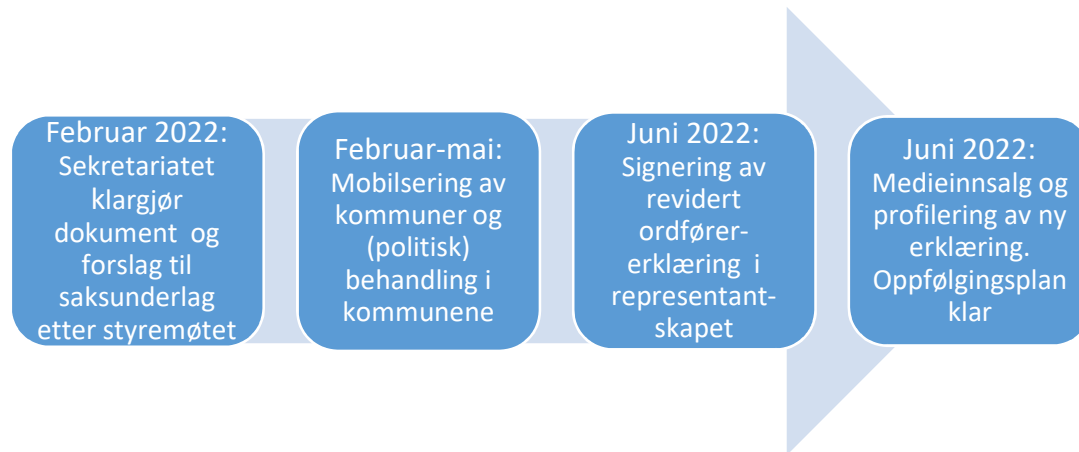 Februar 2022:
Sekretariatet
klargjør
dokument og
forslag til
saksunderlag
etter styremøtet
Februar-mai:
Mobilsering av
kommuner og
(politisk)
behandling i
kommunene
Juni 2022:
Signering av
revidert
ordfører-
erklæring i
representant-
skapet
Juni 2022:
Medieinnsalg og
profilering av ny
erklæring.
Oppfølgingsplan
klar